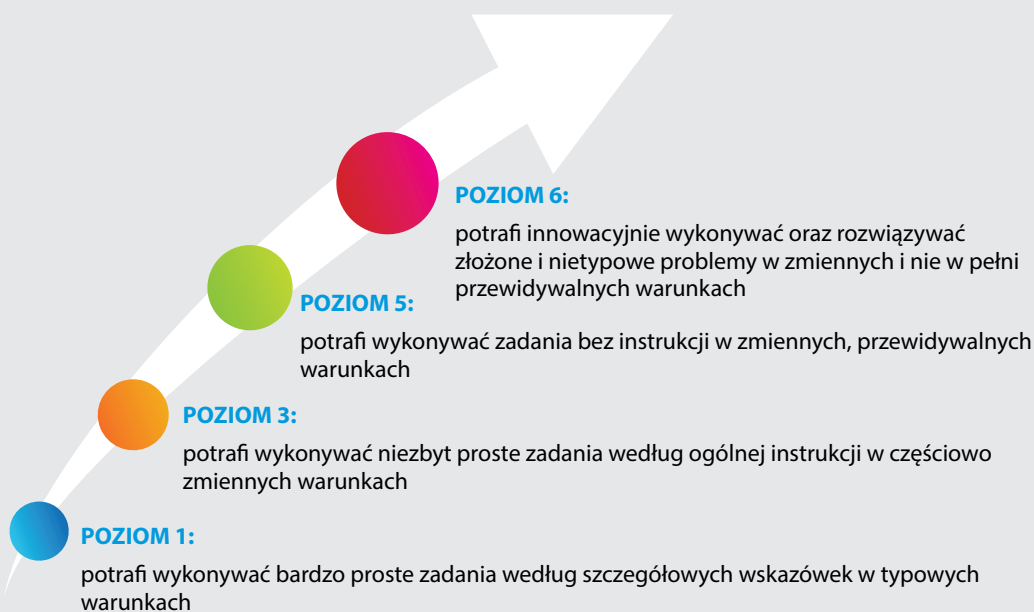 POZIOM 6:
potrafi innowacyjnie wykonywać oraz rozwiązywać
złożone i nietypowe problemy w zmiennych i nie w pełni
przewidywalnych warunkach
POZIOM 5:
potrafi wykonywać zadania bez instrukcji w zmiennych, przewidywalnych
warunkach
POZIOM 3:
potrafi wykonywać niezbyt proste zadania według ogólnej instrukcji w częściowo
zmiennych warunkach
POZIOM 1:
potrafi wykonywać bardzo proste zadania według szczegółowych wskazówek w typowych
warunkach